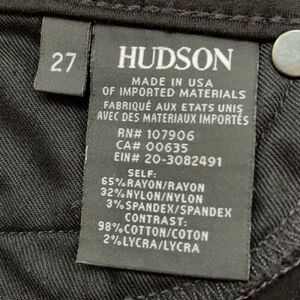 27
HUDSON
MADE IN USA
OF IMPORTED MATERIALS
FABRIQUÉ AUX ETATS UNIS
AVEC DES MATERIAUX IMPORTÉS
RN# 107906
CA# 00635
EIN# 20-3082491
SELF:
65%RAYON/RAYON
32%NYLON/NYLON
3%SPANDEX/SPANDEX
CONTRAST:
98%COTTON/COTON
2%LYCRA/LYCRA